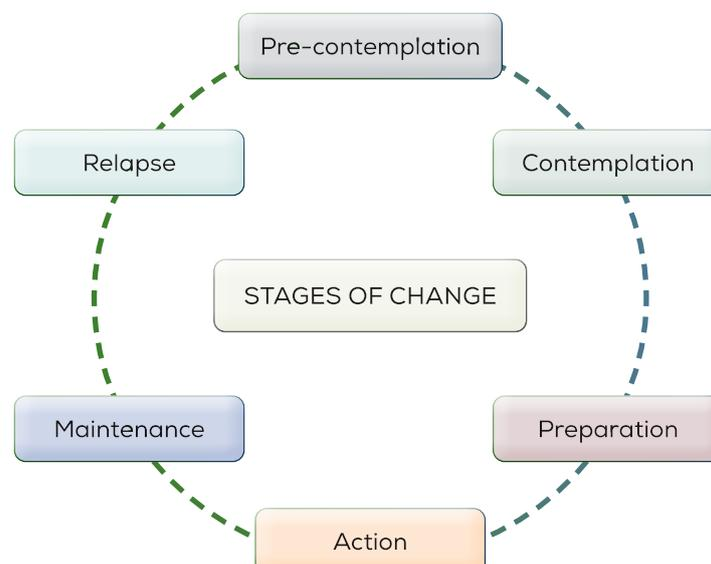 Pre-contemplation
Relapse
Contemplation
STAGES OF CHANGE
Maintenance
Preparation
Action